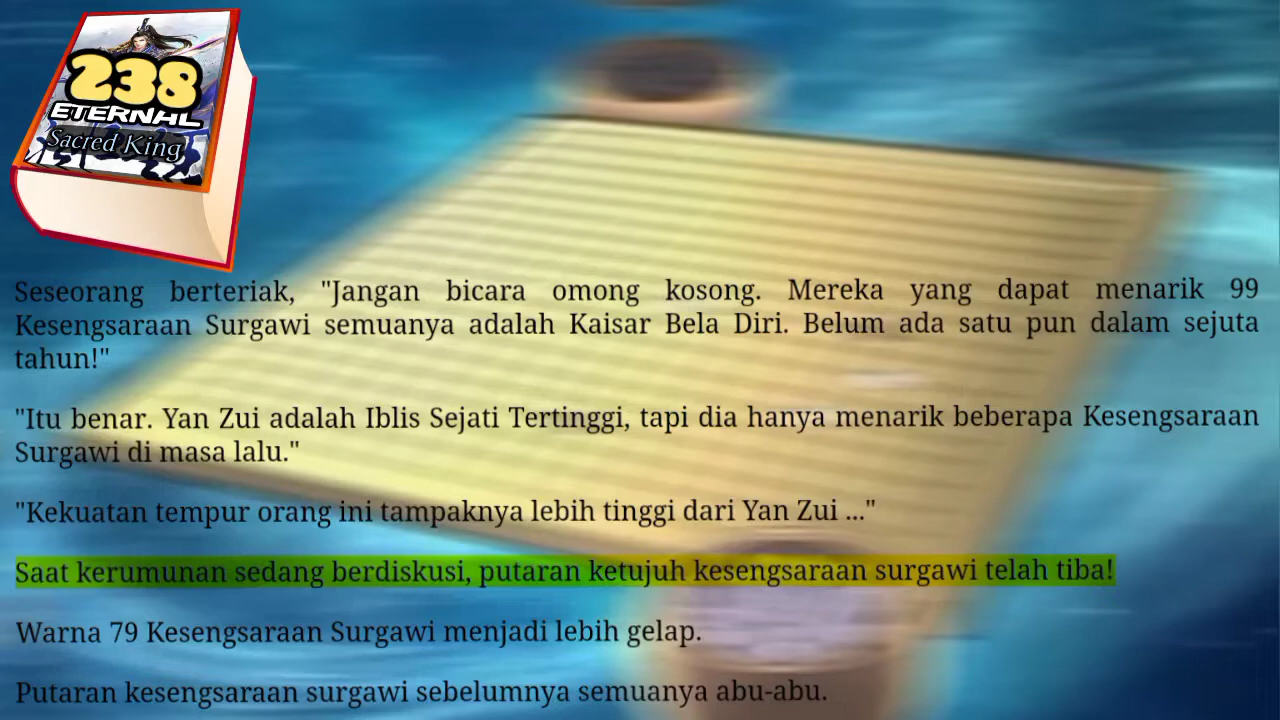 238
ETERNAL
Sacred King
Seseorang berteriak, "Jangan bicara omong kosong. Mereka yang dapat menarik 99
Kesengsaraan Surgawi semuanya adalah Kaisar Bela Diri. Belum ada satu pun dalam sejuta
tahun!"
"Itu benar. Yan Zui adalah Iblis Sejati Tertinggi, tapi dia hanya menarik beberapa Kesengsaraan
Surgawi di masa lalu."
"Kekuatan tempur orang ini tampaknya lebih tinggi dari Yan Zui ..."
Saat kerumunan sedang berdiskusi, putaran ketujuh kesengsaraan surgawi telah tiba!
Warna 79 Kesengsaraan Surgawi menjadi lebih gelap.
Putaran kesengsaraan surgawi sebelumnya semuanya abu-abu.